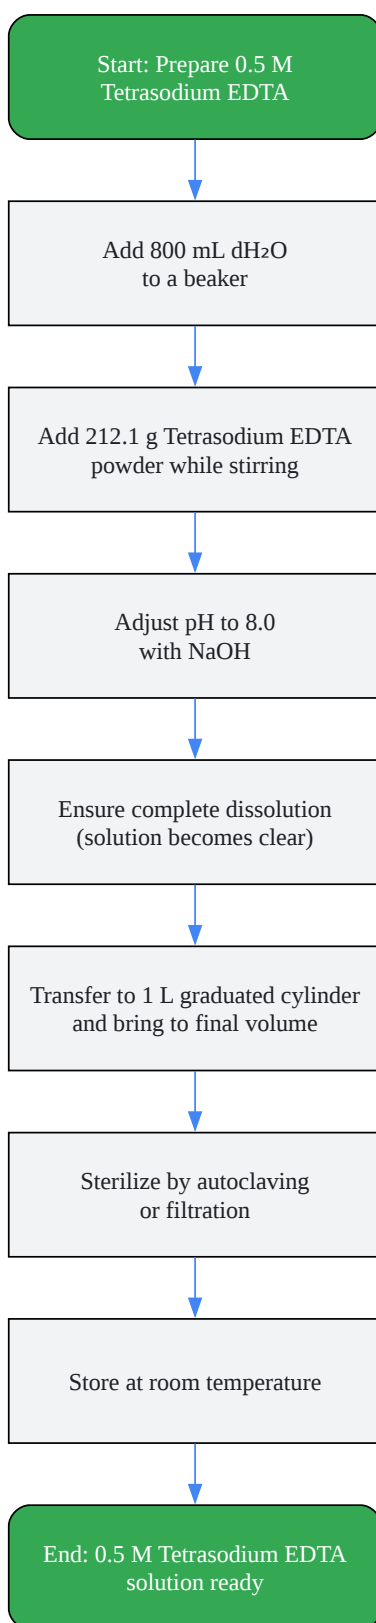 Start: Prepare 0.5 M
Tetrasodium EDTA
Add 800 mL dH₂O
to a beaker
Add 212.1 g Tetrasodium EDTA
powder while stirring
Adjust pH to 8.0
with NaOH
Ensure complete dissolution
(solution becomes clear)
Transfer to 1 L graduated cylinder
and bring to final volume
Sterilize by autoclaving
or filtration
Store at room temperature
End: 0.5 M Tetrasodium EDTA
solution ready